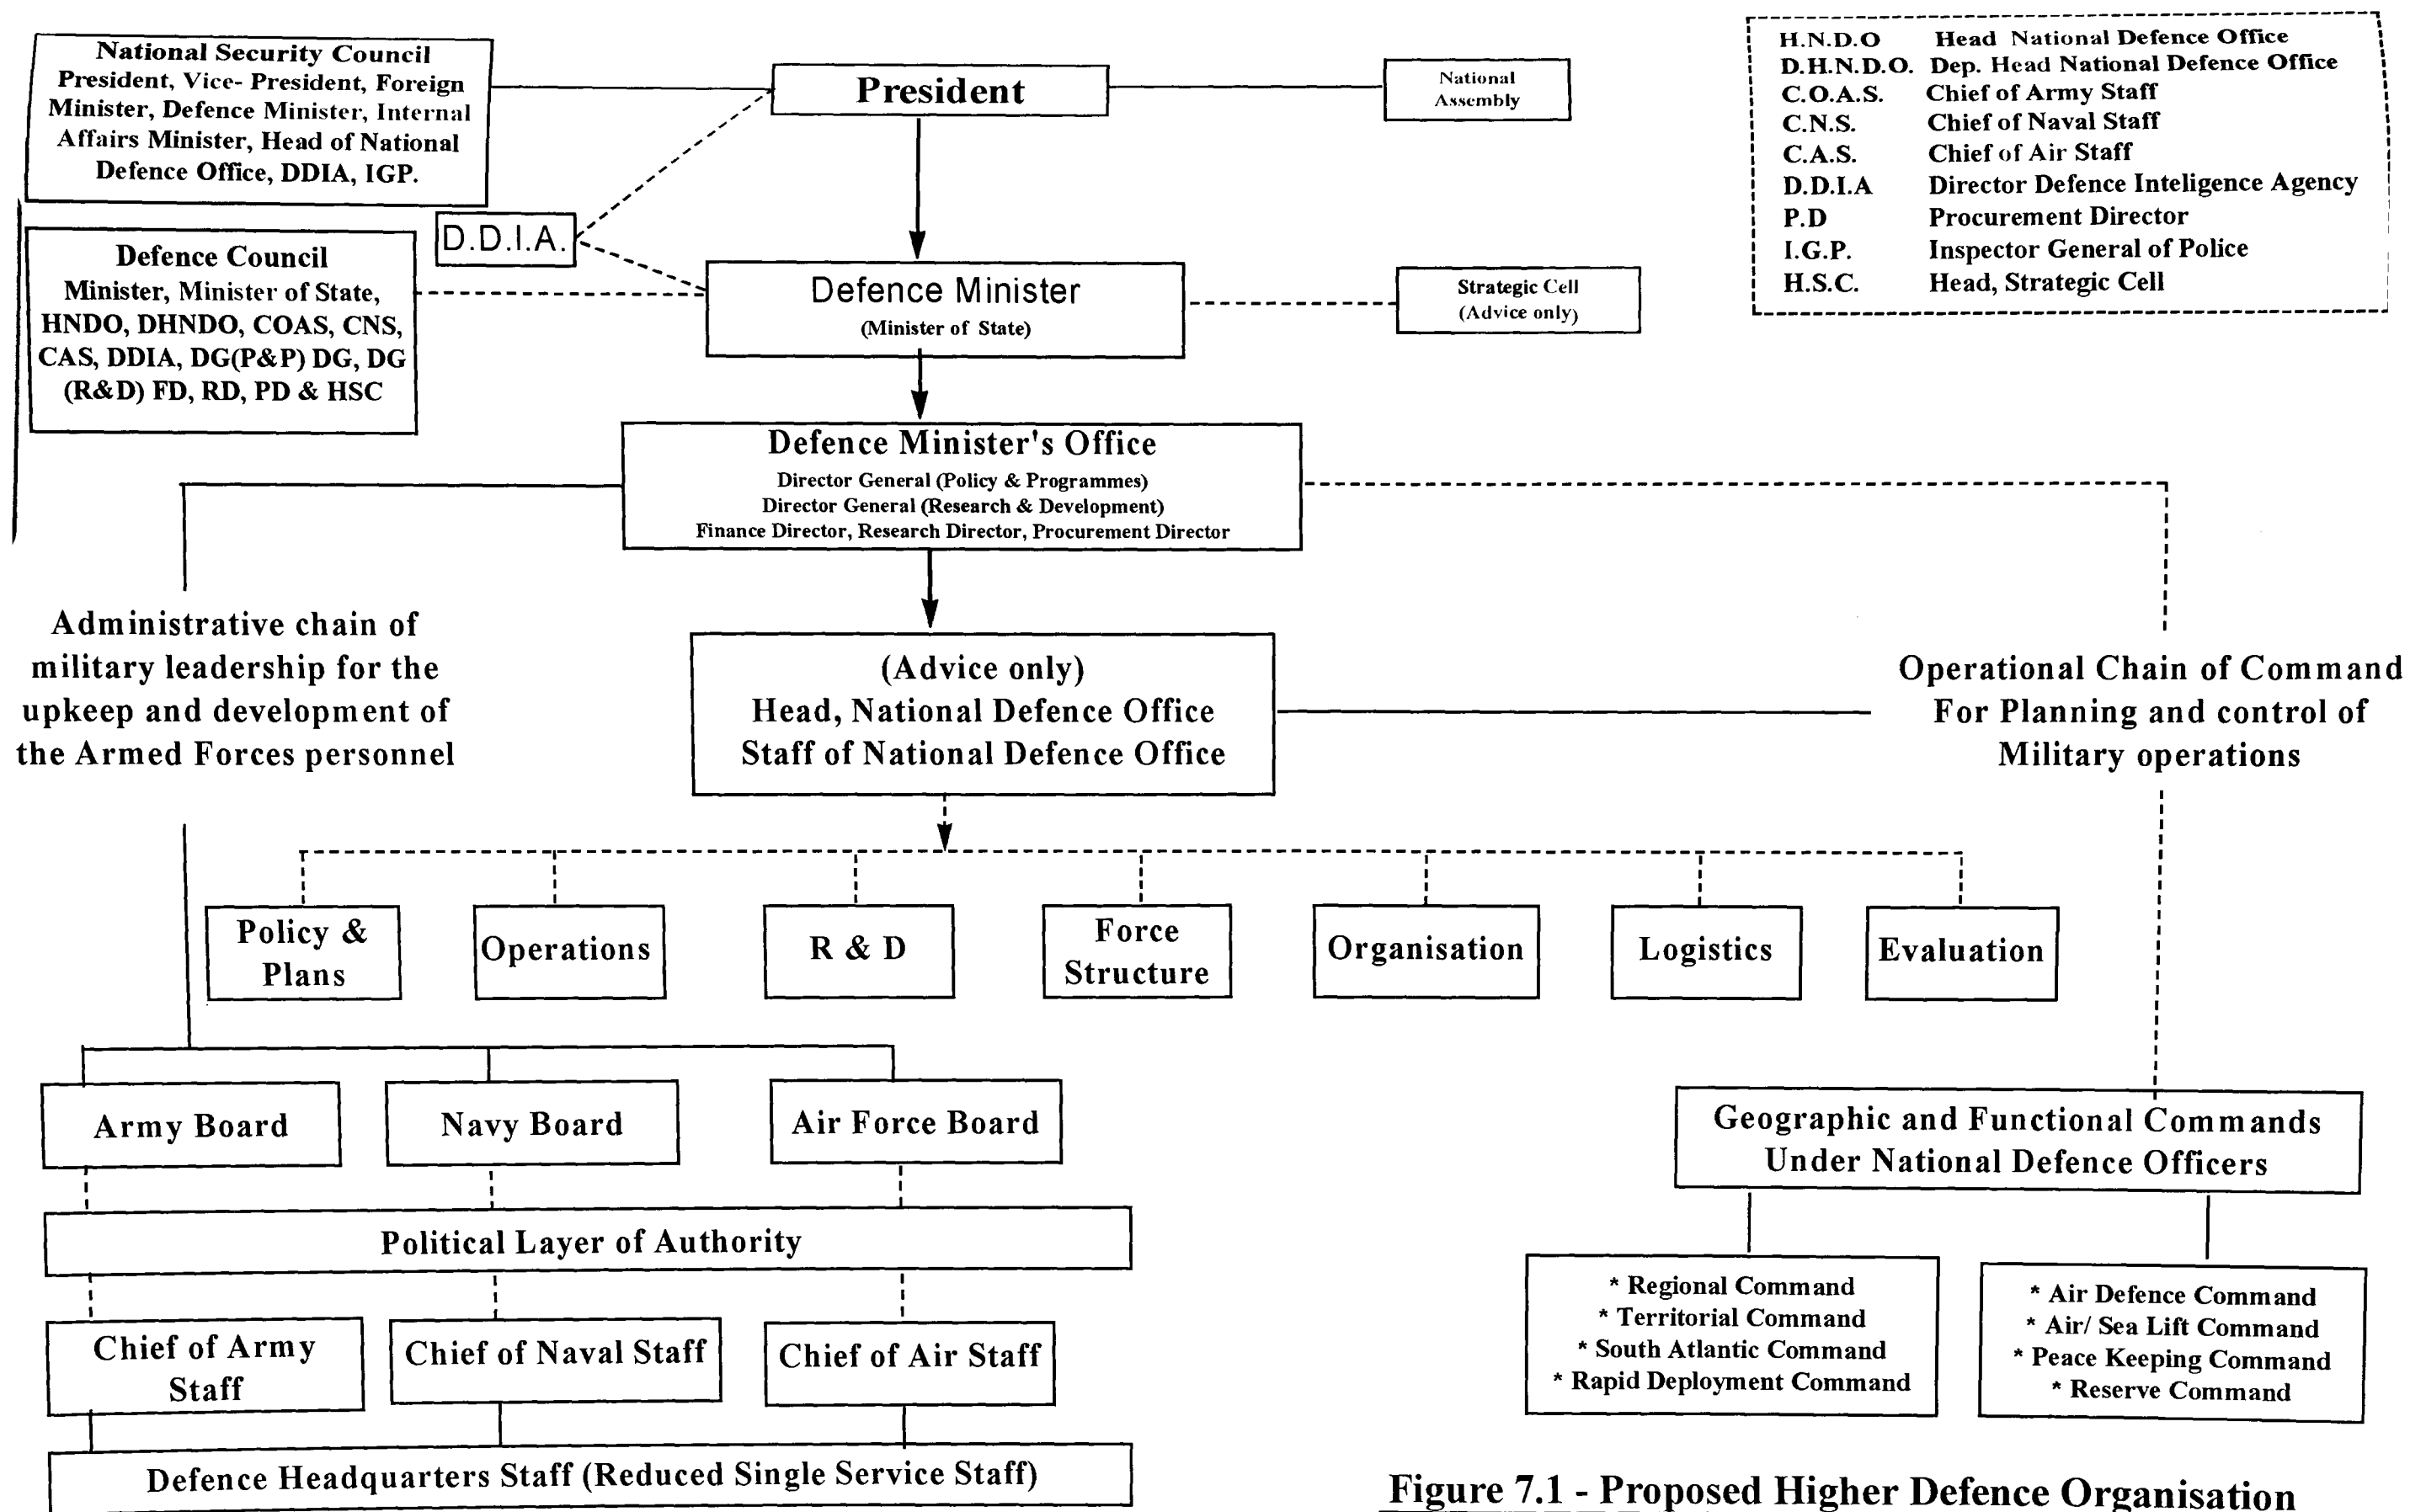 National Security Council
President, Vice- President, Foreign
Minister, Defence Minister, Internal
Affairs Minister, Head of National
Defence Office, DDIA, IGP.
President
National
Assembly
H.N.D.O Head National Defence Office
D.H.N.D.O. Dep. Head National Defence Office
C.O.A.S. Chief of Army Staff
C.N.S. Chief of Naval Staff
C.A.S. Chief of Air Staff
D.D.I.A Director Defence Inteligence Agency
P.D Procurement Director
I.G.P. Inspector General of Police
H.S.C. Head, Strategic Cell
D.D.I.A.
Defence Council
Minister, Minister of State,
HNDO, DHNDO, COAS, CNS,
CAS, DDIA, DG(P&P) DG, DG
(R&D) FD, RD, PD & HSC
Defence Minister
(Minister of State)
Strategic Cell
(Advice only)
Defence Minister's Office
Director General (Policy & Programmes)
Director General (Research & Development)
Finance Director, Research Director, Procurement Director
Administrative chain of
military leadership for the
upkeep and development of
the Armed Forces personnel
(Advice only)
Head, National Defence Office
Staff of National Defence Office
Operational Chain of Command
For Planning and control of
Military operations
Policy &
Plans
Operations
R & D
Force
Structure
Organisation
Logistics
Evaluation
Army Board
Navy Board
Air Force Board
Geographic and Functional Commands
Under National Defence Officers
Political Layer of Authority
* Regional Command
* Territorial Command
* South Atlantic Command
* Rapid Deployment Command
* Air Defence Command
* Air/ Sea Lift Command
* Peace Keeping Command
* Reserve Command
Chief of Army
Staff
Chief of Naval Staff
Chief of Air Staff
Defence Headquarters Staff (Reduced Single Service Staff)
Figure 7.1 - Proposed Higher Defence Organisation